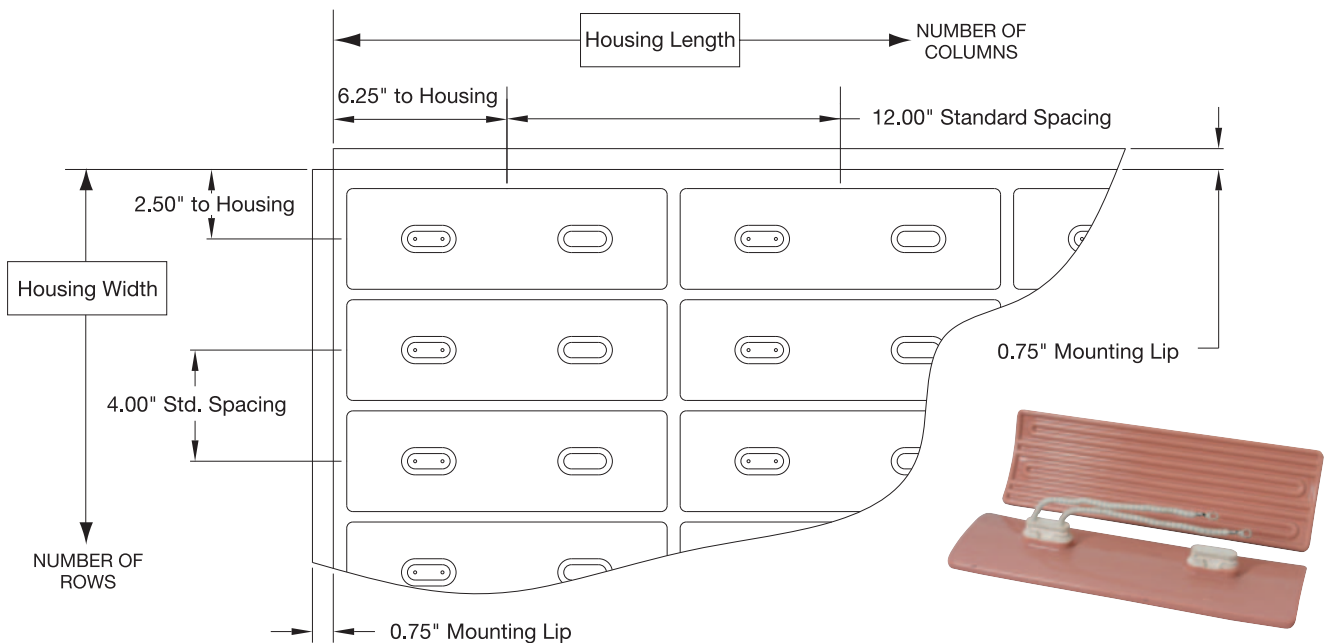 Housing Length
NUMBER OF
COLUMNS
6.25" to Housing
12.00" Standard Spacing
2.50" to Housing
Housing Width
0.75" Mounting Lip
4.00" Std. Spacing
NUMBER OF
ROWS
0.75" Mounting Lip